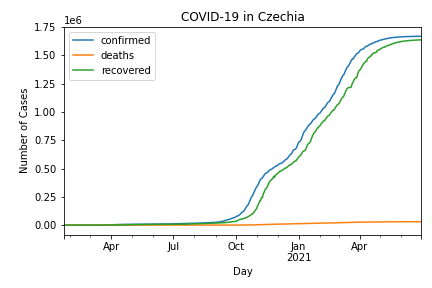 COVID-19 in Czechia
1e6
1.75
1.50
1.25
1.00
0.75
0.50
0.25
0.00
Number of Cases
confirmed
deaths
recovered
Apr
Jul
Oct
Jan
2021
Apr
Day